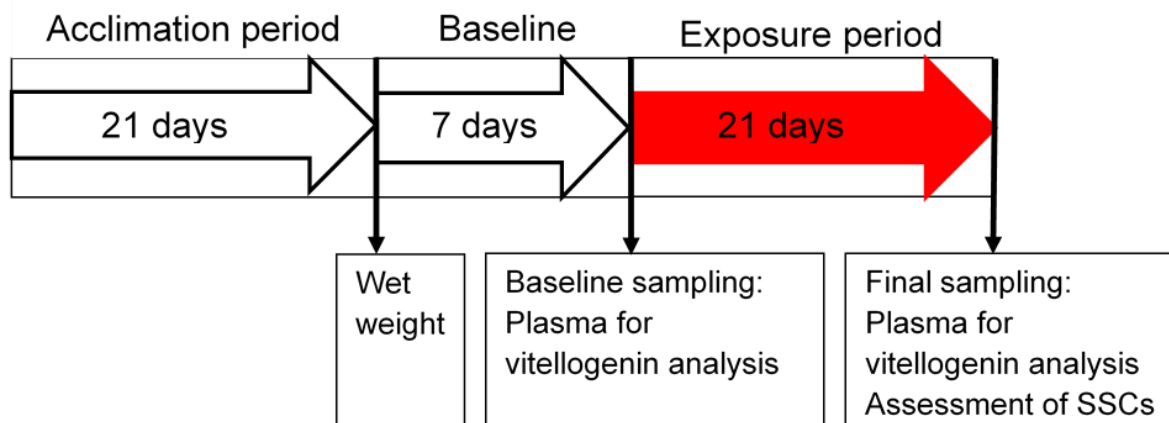 Acclimation period
Baseline
Exposure period
21 days
7 days
21 days
Wet
weight
Baseline sampling:
Plasma for
vitellogenin analysis
Final sampling:
Plasma for
vitellogenin analysis
Assessment of SSCs